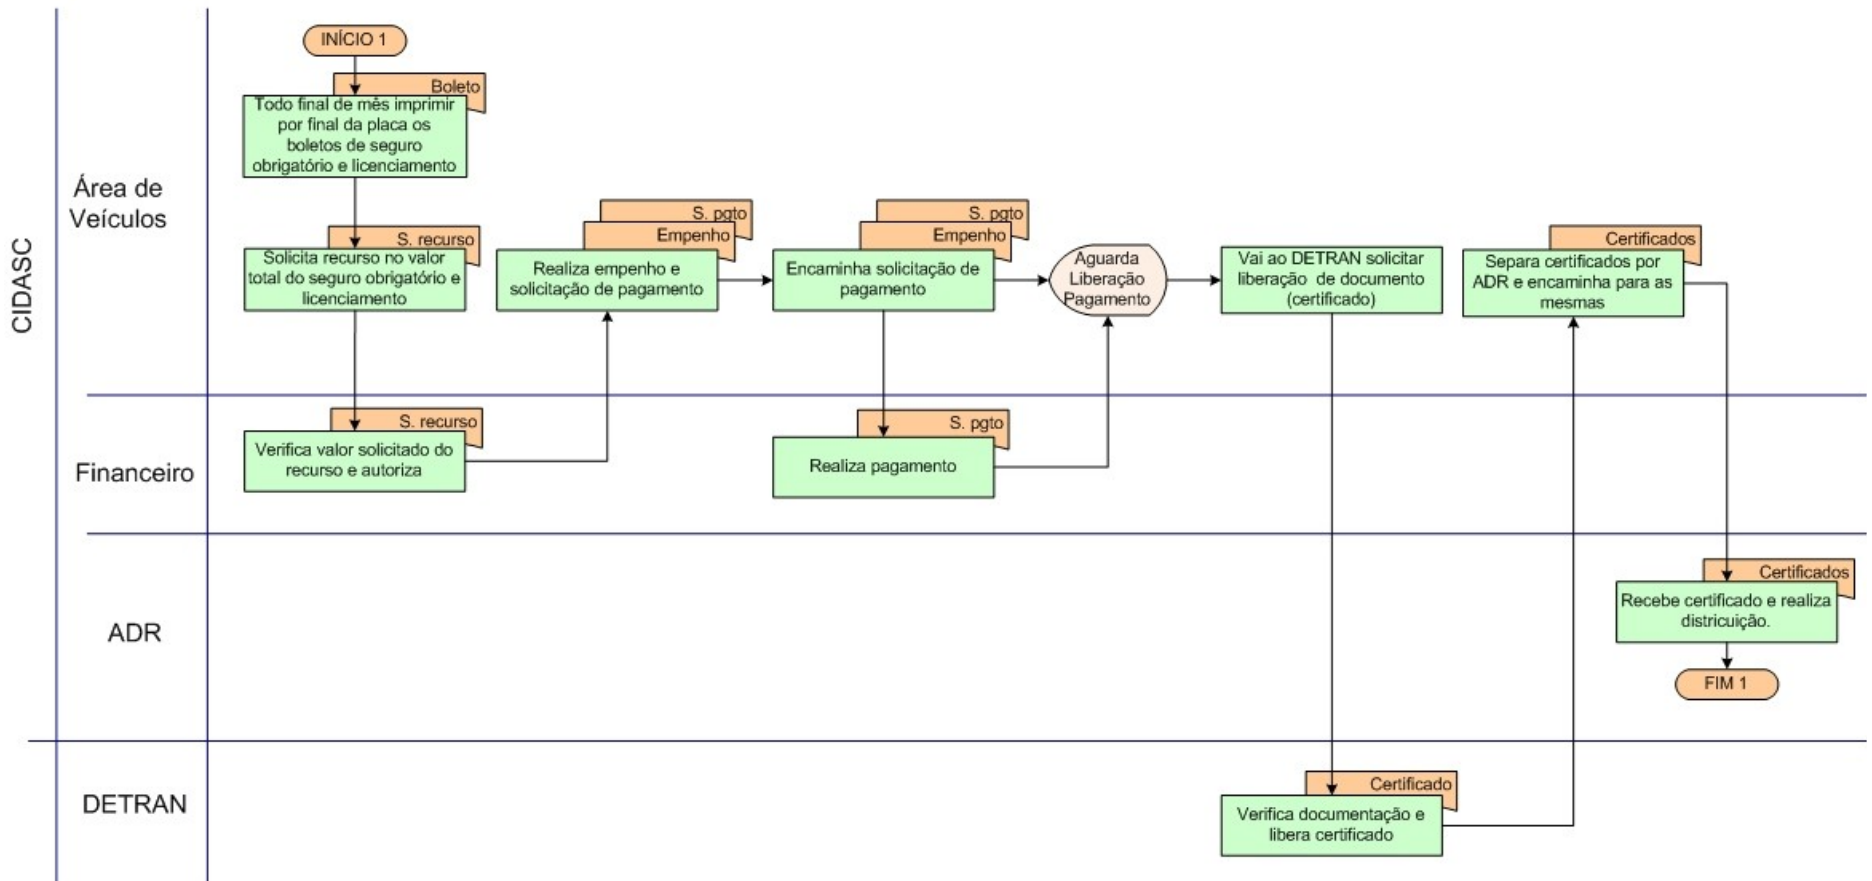 INÍCIO 1
Boleto
Todo final de mês imprimir
por final da placa os
boletos de seguro
obrigatório e licenciamento
CIDASC
Área de
Veículos
S. recurso
Solicita recurso no valor
total do seguro obrigatório e
licenciamento
S. pgto
Empenho
Realiza empenho e
solicitação de pagamento
S. pgto
Empenho
Encaminha solicitação de
pagamento
Aguarda
Liberação
Pagamento
Vai ao DETRAN solicitar
liberação de documento
(certificado)
Certificados
Separa certificados por
ADR e encaminha para as
mesmas
Financeiro
S. recurso
Verifica valor solicitado do
recurso e autoriza
S. pgto
Realiza pagamento
ADR
Certificados
Recebe certificado e realiza
districuição.
FIM 1
DETRAN
Certificado
Verifica documentação e
libera certificado